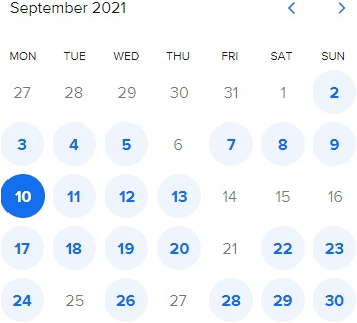 September 2021
MON TUE WED THU FRI SAT SUN
27 28 29 30 31 1 2
3 4 5 6 7 8 9
10 11 12 13 14 15 16
17 18 19 20 21 22 23
24 25 26 27 28 29 30